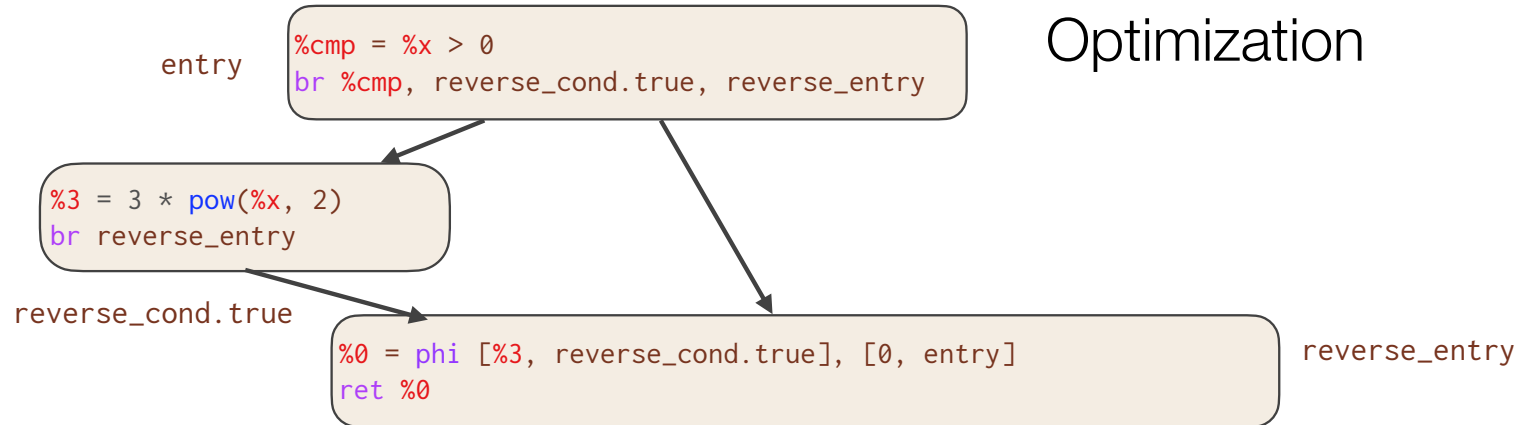 Optimization
entry
%cmp = %x > 0
br %cmp, reverse_cond.true, reverse_entry
%3 = 3 * pow(%x, 2)
br reverse_entry
reverse_cond.true
%0 = phi [%3, reverse_cond.true], [0, entry]
ret %0
reverse_entry